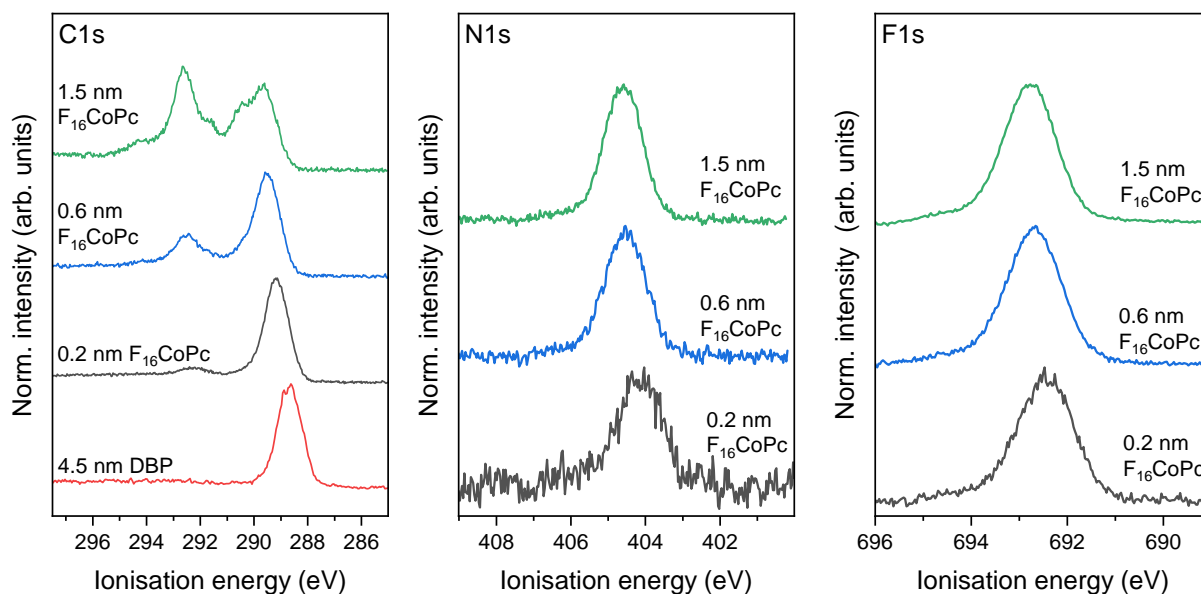 C1s
Norm. intensity (arb. units)
1.5 nm
F₁₆CoPc
0.6 nm
F₁₆CoPc
0.2 nm F₁₆CoPc
4.5 nm DBP
296 294 292 290 288 286
Ionisation energy (eV)
N1s
Norm. intensity (arb. units)
1.5 nm
F₁₆CoPc
0.6 nm
F₁₆CoPc
0.2 nm
F₁₆CoPc
408 406 404 402
Ionisation energy (eV)
F1s
Norm. intensity (arb. units)
1.5 nm
F₁₆CoPc
0.6 nm
F₁₆CoPc
0.2 nm
F₁₆CoPc
696 694 692 690
Ionisation energy (eV)